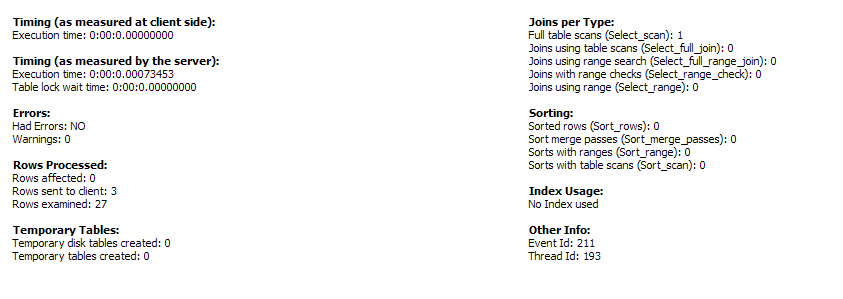 Timing (as measured at client side):
Execution time: 0:00:0.00000000
Timing (as measured by the server):
Execution time: 0:00:0.00073453
Table lock wait time: 0:00:0.00000000
Errors:
Had Errors: NO
Warnings: 0
Rows Processed:
Rows affected: 0
Rows sent to client: 3
Rows examined: 27
Temporary Tables:
Temporary disk tables created: 0
Temporary tables created: 0
Joins per Type:
Full table scans (Select_scan): 1
Joins using table scans (Select_full_join): 0
Joins using range search (Select_full_range_join): 0
Joins with range checks (Select_range_check): 0
Joins using range (Select_range): 0
Sorting:
Sorted rows (Sort_rows): 0
Sort merge passes (Sort_merge_passes): 0
Sorts with ranges (Sort_range): 0
Sorts with table scans (Sort_scan): 0
Index Usage:
No Index used
Other Info:
Event Id: 211
Thread Id: 193